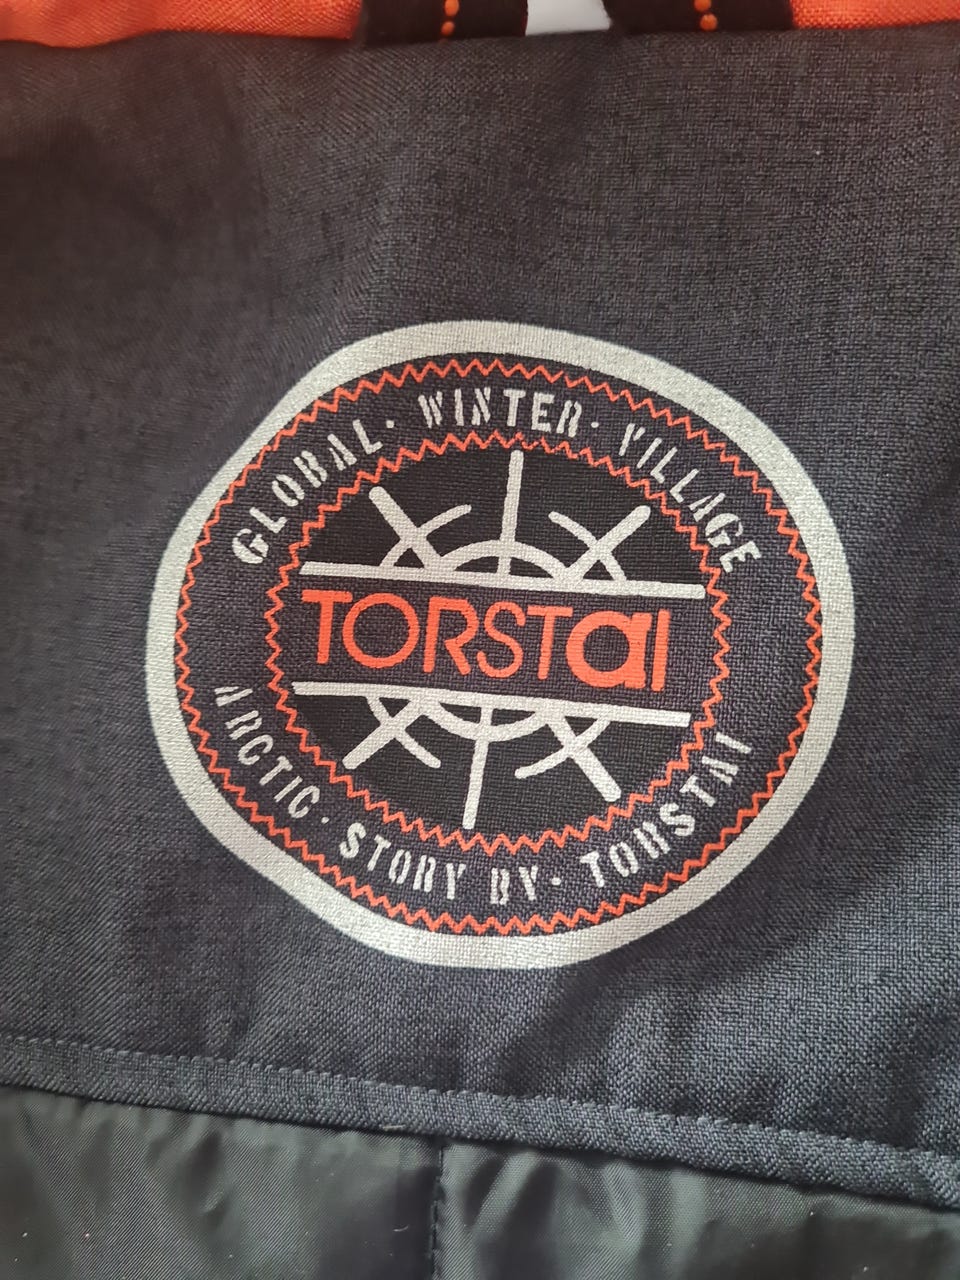 GLOBAL · WINTER · VILLAGE
TORSTaI
ARCTIC · STORY BY · TORSTAI